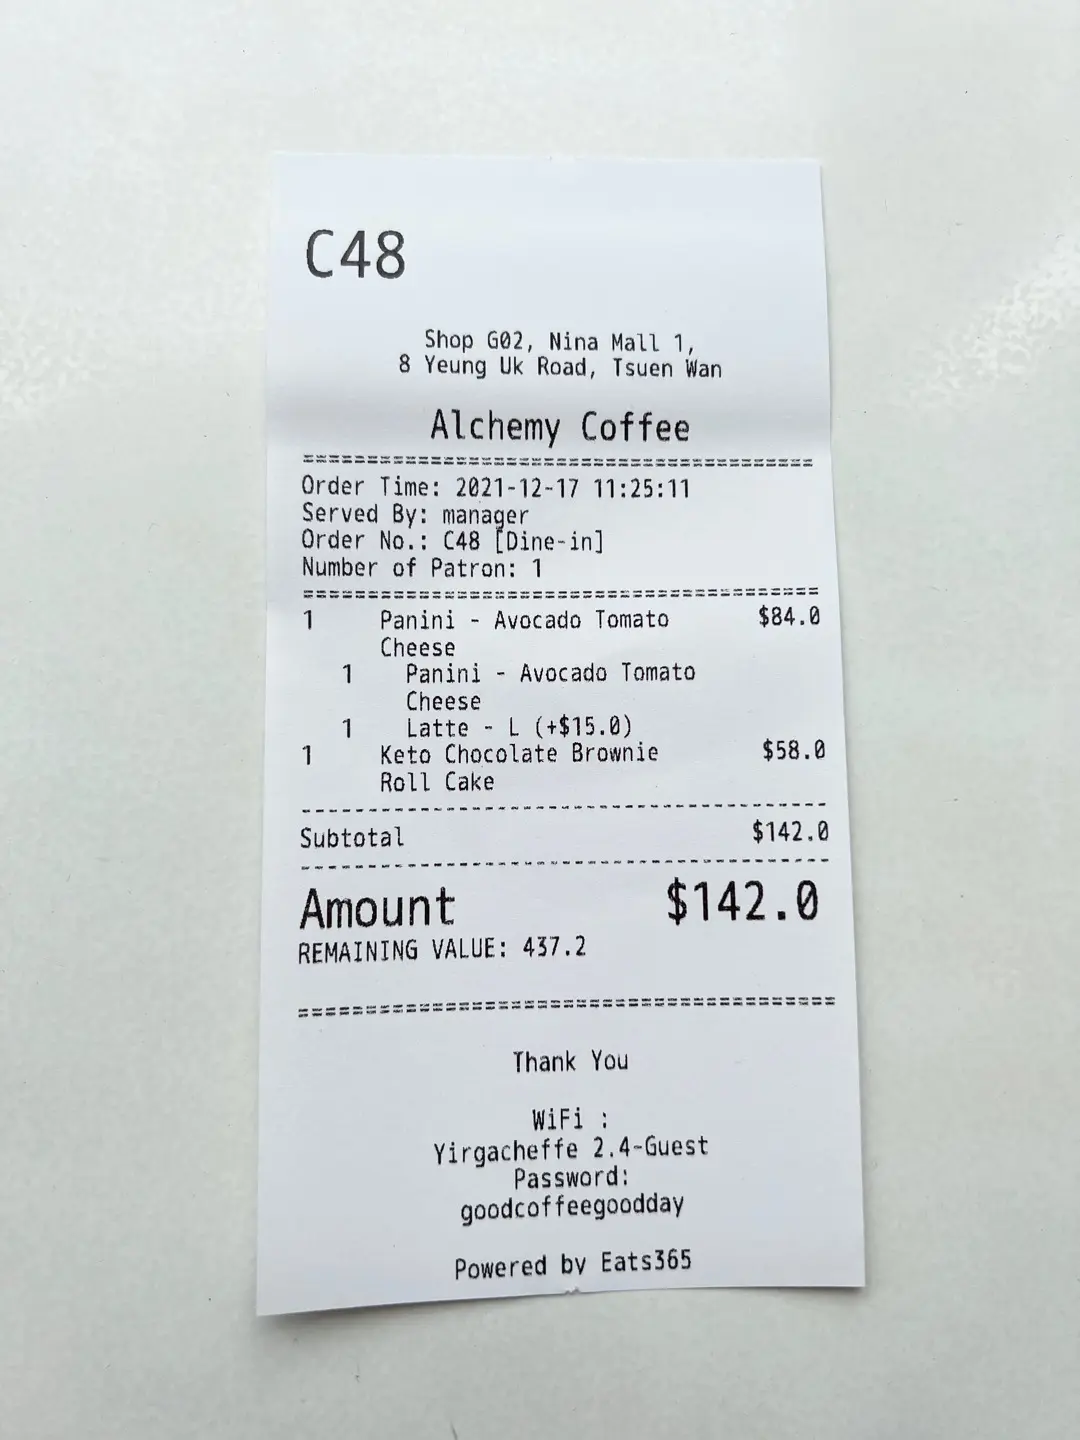 C48
Shop G02, Nina Mall 1,
8 Yeung Uk Road, Tsuen Wan
Alchemy Coffee
========================================
Order Time: 2021-12-17 11:25:11
Served By: manager
Order No.: C48 [Dine-in]
Number of Patron: 1
========================================
1 Panini - Avocado Tomato $84.0
Cheese
1 Panini - Avocado Tomato
Cheese
1 Latte - L (+$15.0)
1 Keto Chocolate Brownie $58.0
Roll Cake
----------------------------------------
Subtotal $142.0
----------------------------------------
Amount $142.0
REMAINING VALUE: 437.2
========================================
Thank You
WiFi :
Yirgacheffe 2.4-Guest
Password:
goodcoffeegoodday
Powered by Eats365